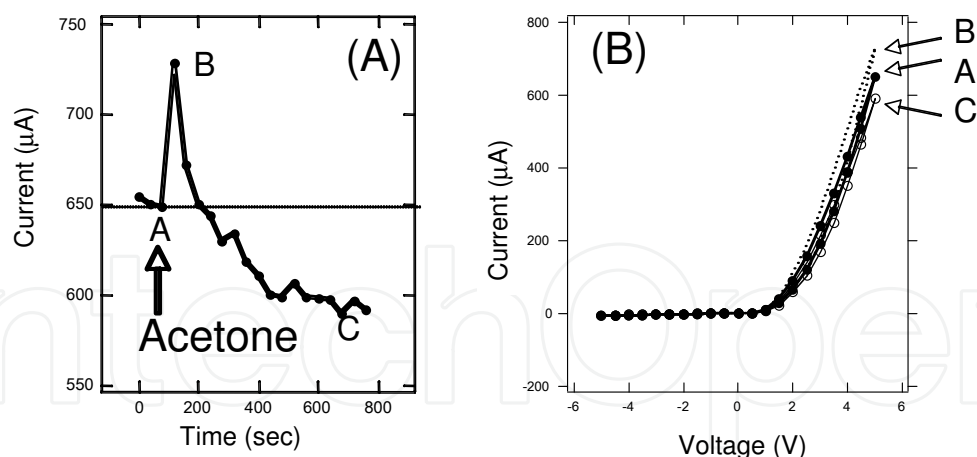 (A)
750
700
650
600
550
Current (μA)
B
A
C
Acetone
0
200
400
600
800
Time (sec)
(B)
800
600
400
200
0
-200
Current (μA)
B
A
C
-6
-4
-2
0
2
4
6
Voltage (V)
ntechOpen